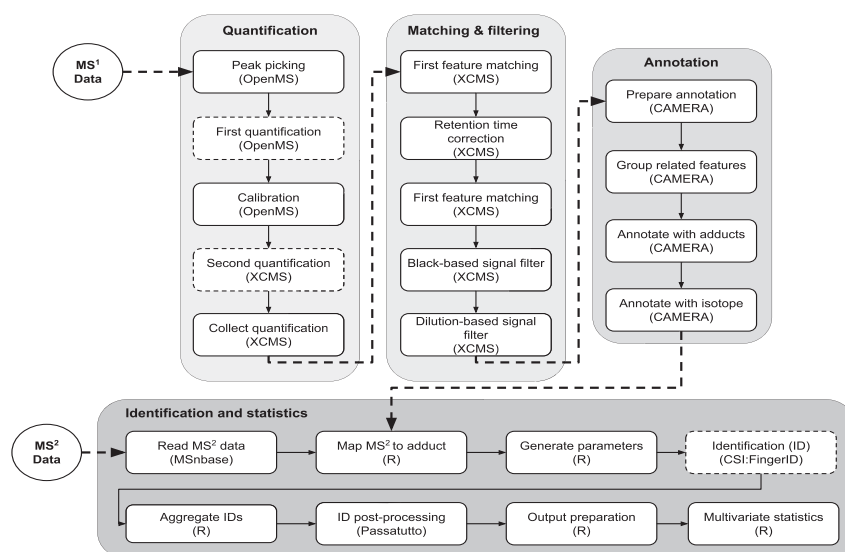 Quantification
MS1
Data
Peak picking
(OpenMS)
First quantification
(OpenMS)
Calibration
(OpenMS)
Second quantification
(XCMS)
Collect quantification
(XCMS)
Matching & filtering
First feature matching
(XCMS)
Retention time
correction
(XCMS)
First feature matching
(XCMS)
Black-based signal filter
(XCMS)
Dilution-based signal
filter
(XCMS)
Annotation
Prepare annotation
(CAMERA)
Group related features
(CAMERA)
Annotate with adducts
(CAMERA)
Annotate with isotope
(CAMERA)
Identification and statistics
MS2
Data
Read MS2 data
(MSnbase)
Map MS2 to adduct
(R)
Generate parameters
(R)
Identification (ID)
(CSI:FingerID)
Aggregate IDs
(R)
ID post-processing
(Passatutto)
Output preparation
(R)
Multivariate statistics
(R)